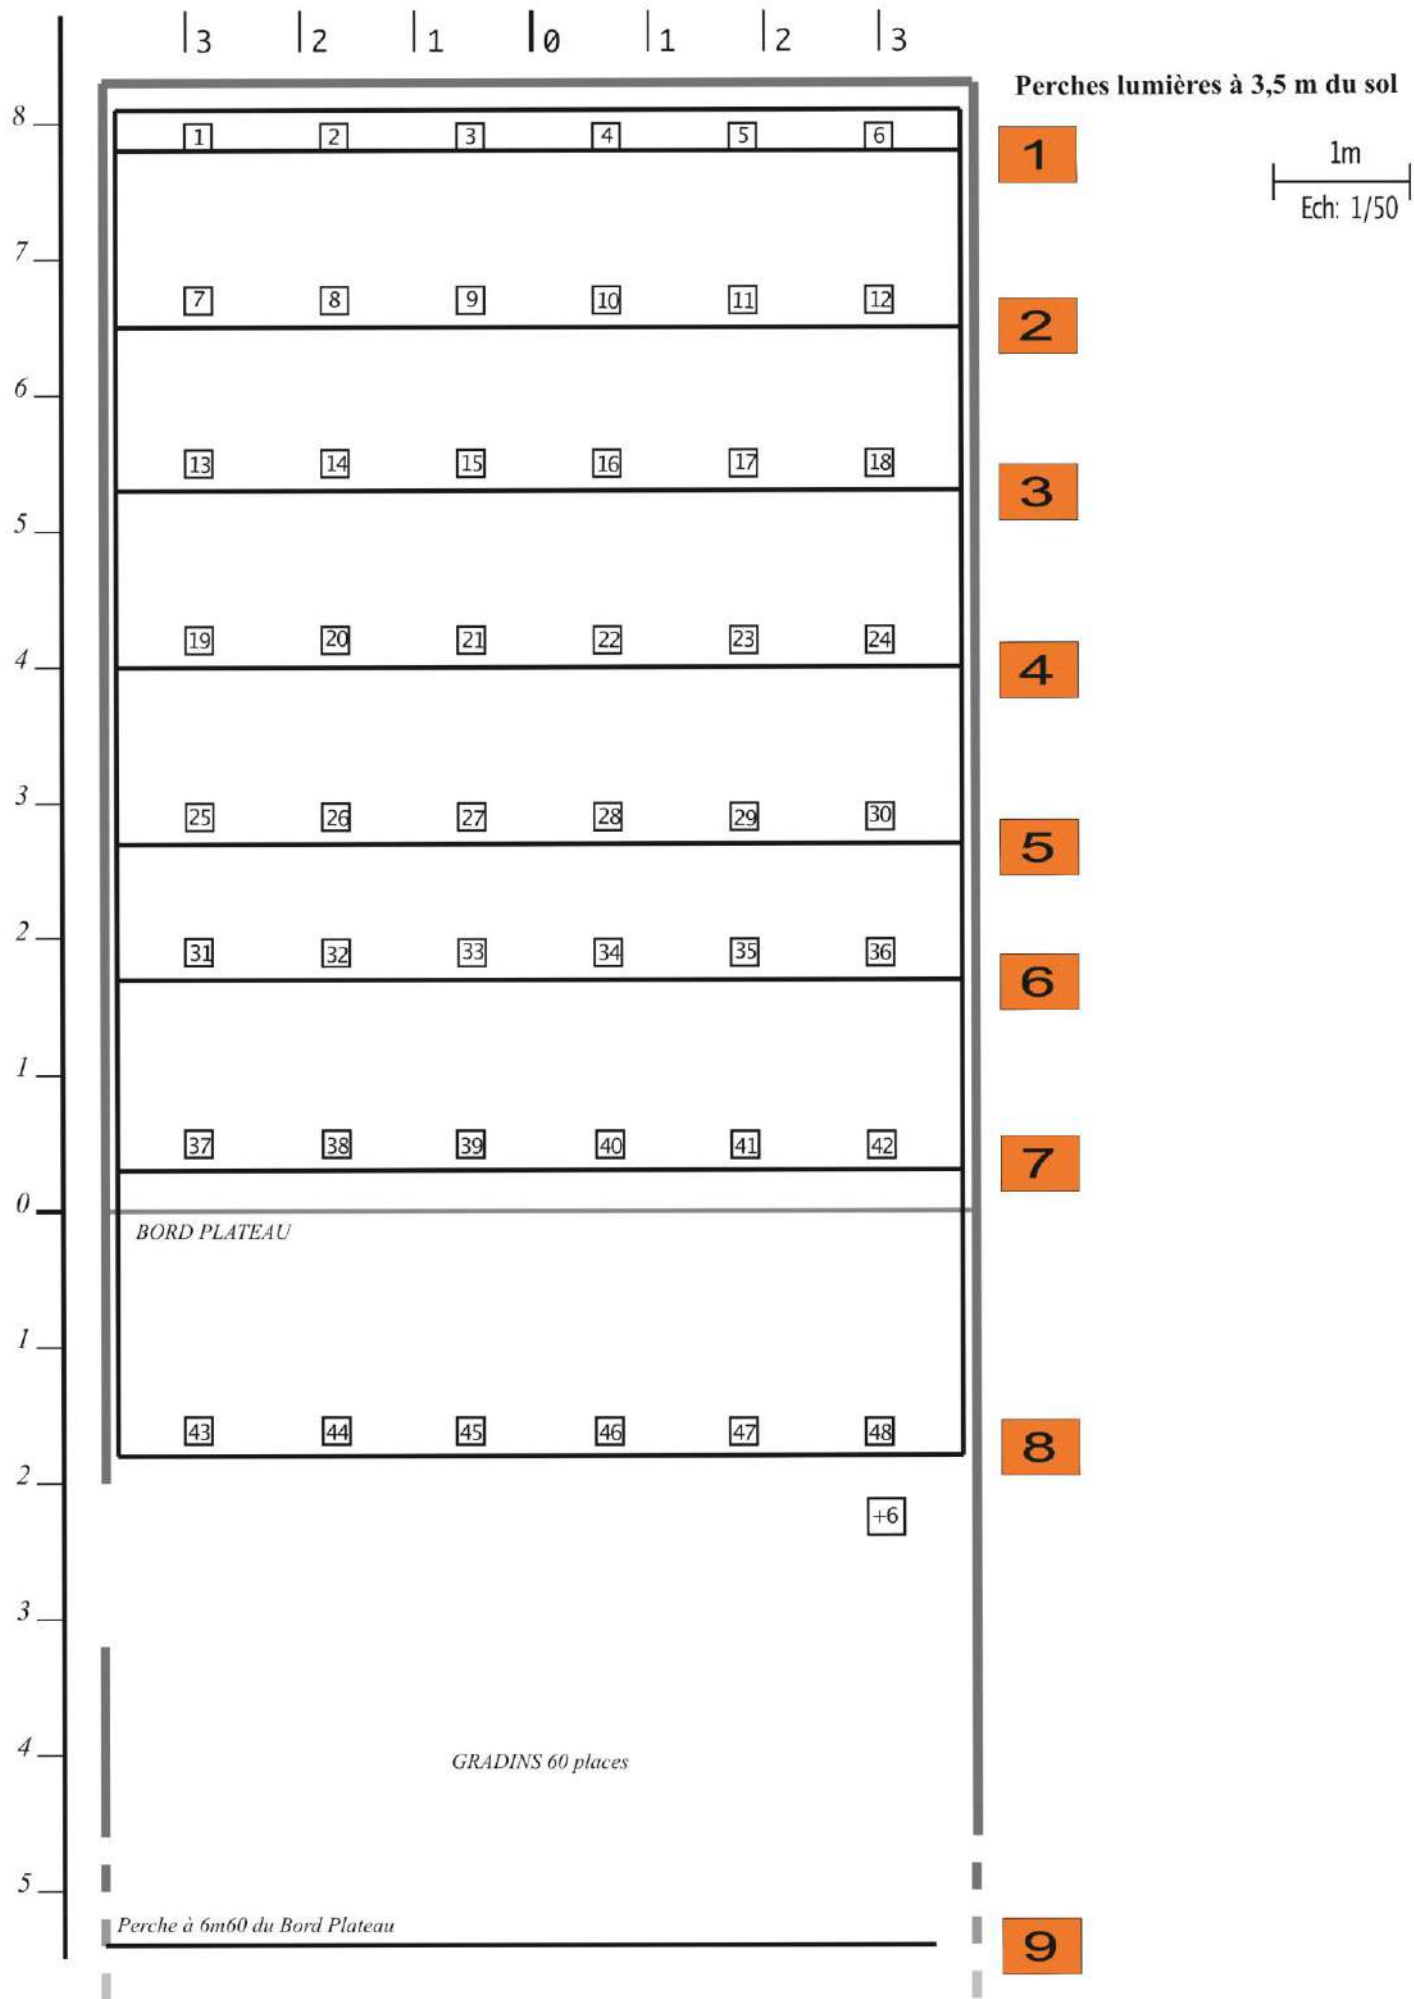 3 2 1 0 1 2 3
Perches lumières à 3,5 m du sol
8
1 2 3 4 5 6
1
1m
Ech: 1/50
7
7 8 9 10 11 12
2
6
13 14 15 16 17 18
3
5
19 20 21 22 23 24
4
4
3
25 26 27 28 29 30
5
2
31 32 33 34 35 36
6
1
37 38 39 40 41 42
7
0
BORD PLATEAU
1
43 44 45 46 47 48
8
2
+6
3
4
GRADINS 60 places
5
Perche à 6m60 du Bord Plateau
9